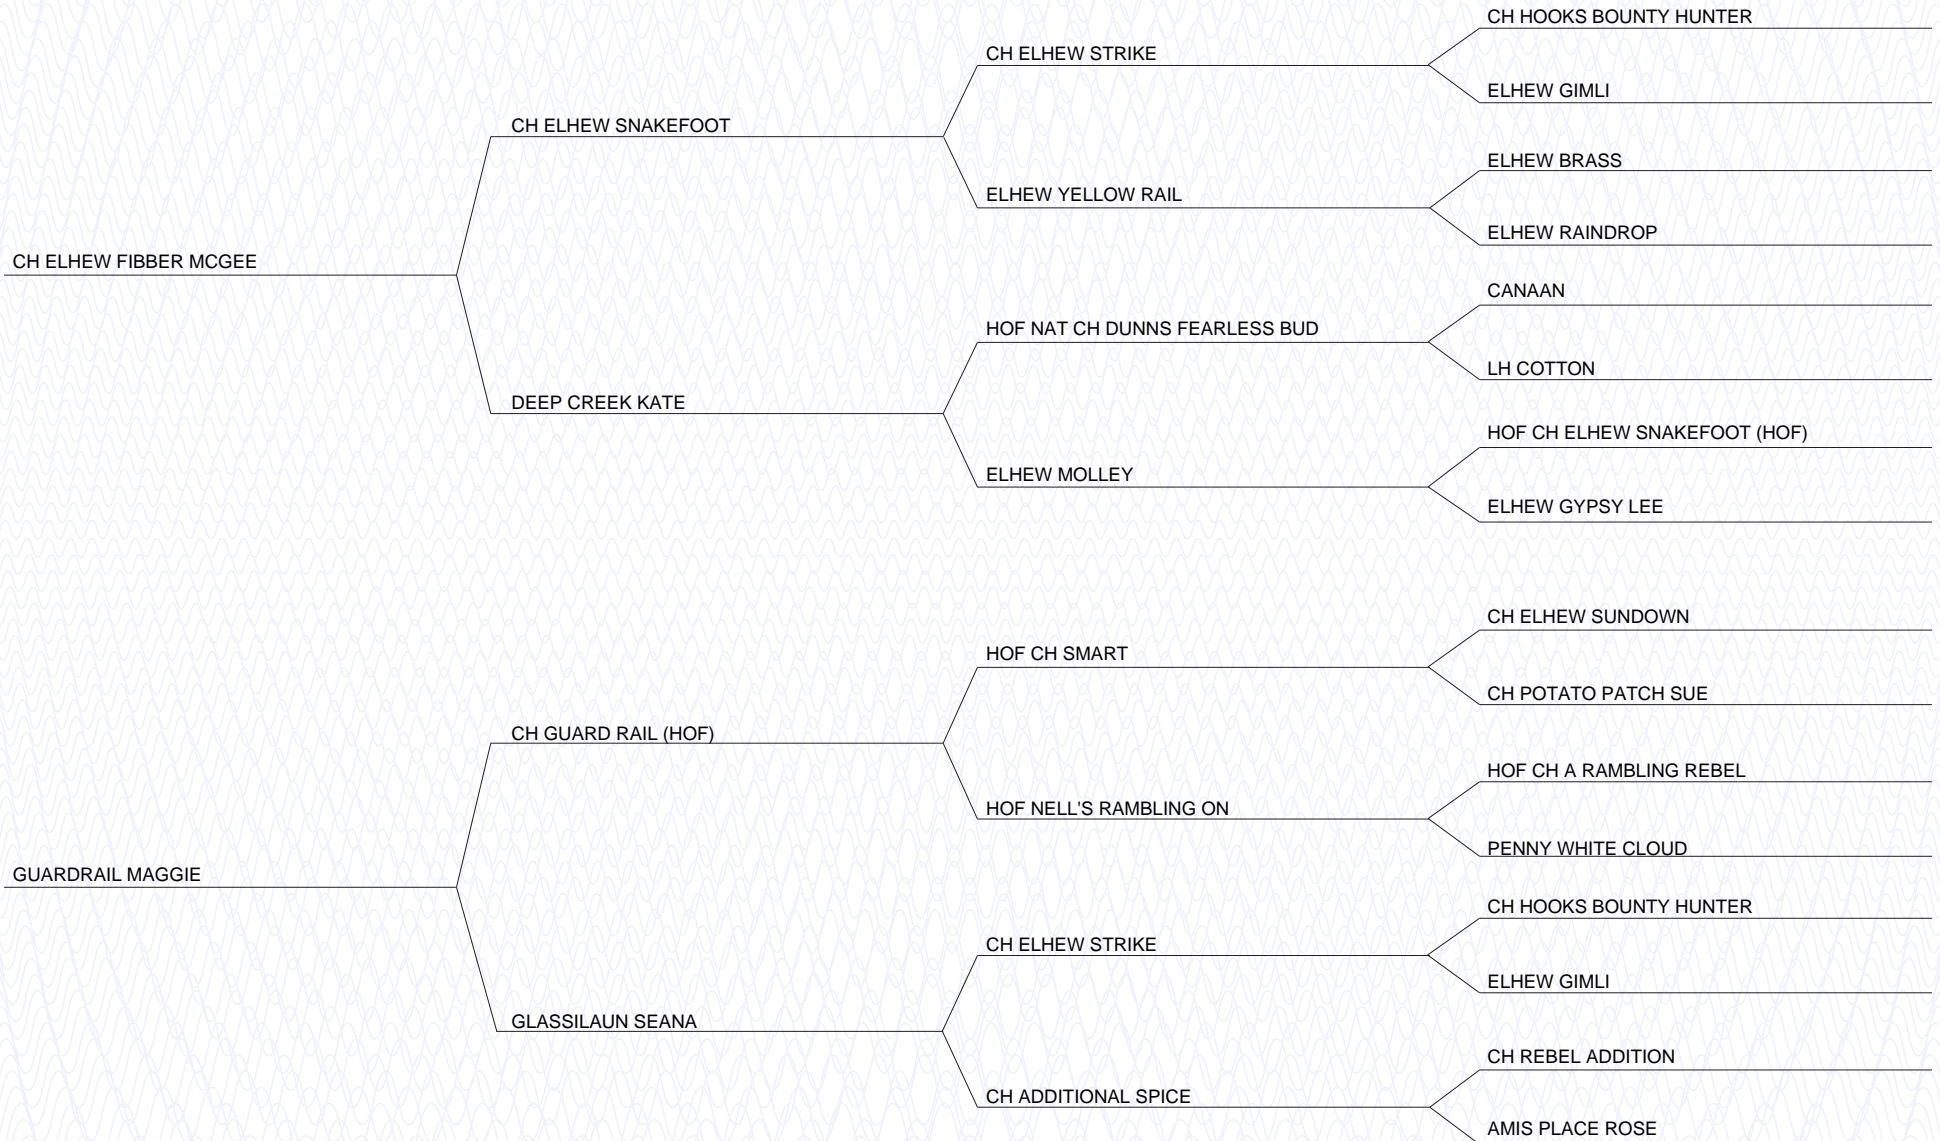 CH HOOKS BOUNTY HUNTER
CH ELHEW STRIKE
ELHEW GIMLI
CH ELHEW SNAKEFOOT
ELHEW BRASS
ELHEW YELLOW RAIL
ELHEW RAINDROP
CH ELHEW FIBBER MCGEE
CANAAN
HOF NAT CH DUNNS FEARLESS BUD
LH COTTON
DEEP CREEK KATE
HOF CH ELHEW SNAKEFOOT (HOF)
ELHEW MOLLEY
ELHEW GYPSY LEE
CH ELHEW SUNDOWN
HOF CH SMART
CH POTATO PATCH SUE
CH GUARD RAIL (HOF)
HOF CH A RAMBLING REBEL
HOF NELL'S RAMBLING ON
PENNY WHITE CLOUD
GUARDRAIL MAGGIE
CH HOOKS BOUNTY HUNTER
CH ELHEW STRIKE
ELHEW GIMLI
GLASSILAUN SEANA
CH REBEL ADDITION
CH ADDITIONAL SPICE
AMIS PLACE ROSE